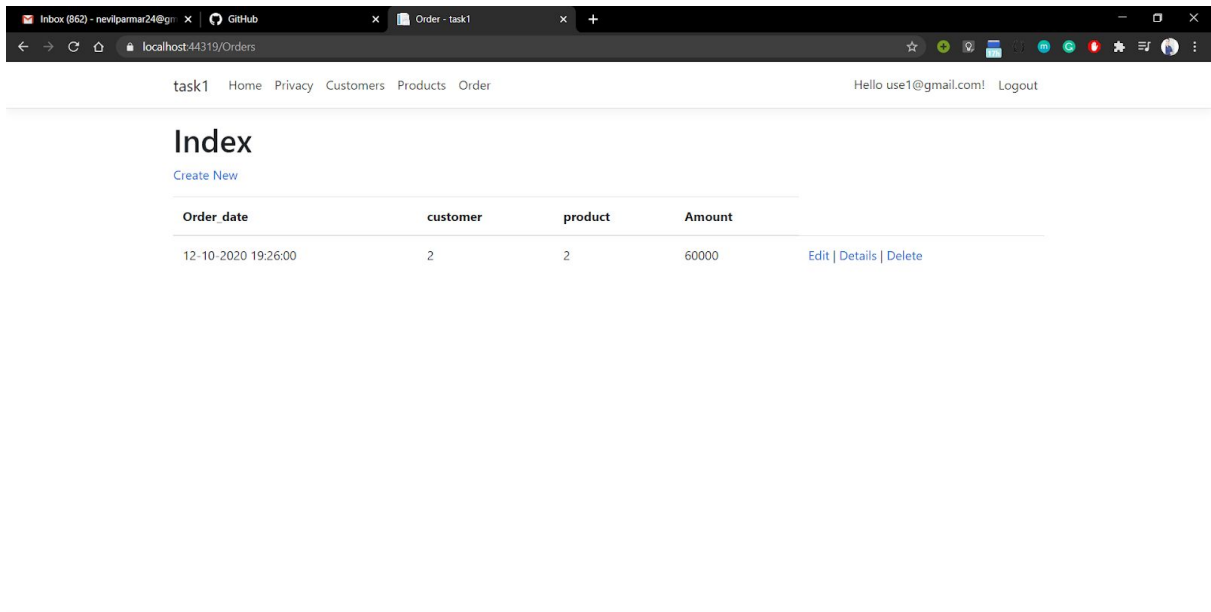 Inbox (862) - nevilparmar24@gm GitHub Order - task1
localhost:44319/Orders
task1 Home Privacy Customers Products Order Hello use1@gmail.com! Logout
Index
Create New
Order_date customer product Amount
12-10-2020 19:26:00 2 2 60000 Edit | Details | Delete